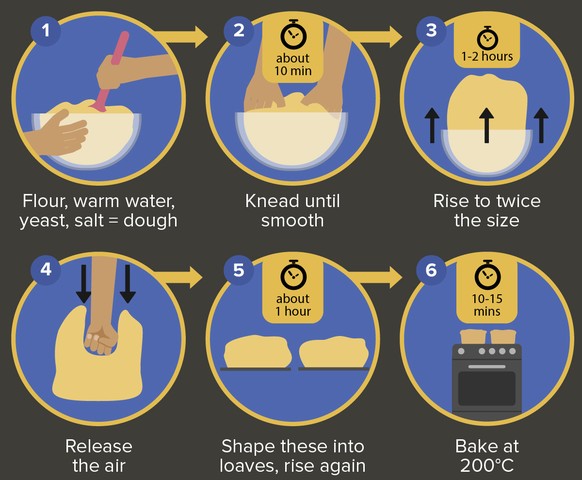 1
Flour, warm water,
yeast, salt = dough
2
about
10 min
Knead until
smooth
3
1-2 hours
Rise to twice
the size
4
Release
the air
5
about
1 hour
Shape these into
loaves, rise again
6
10-15
mins
Bake at
200°C